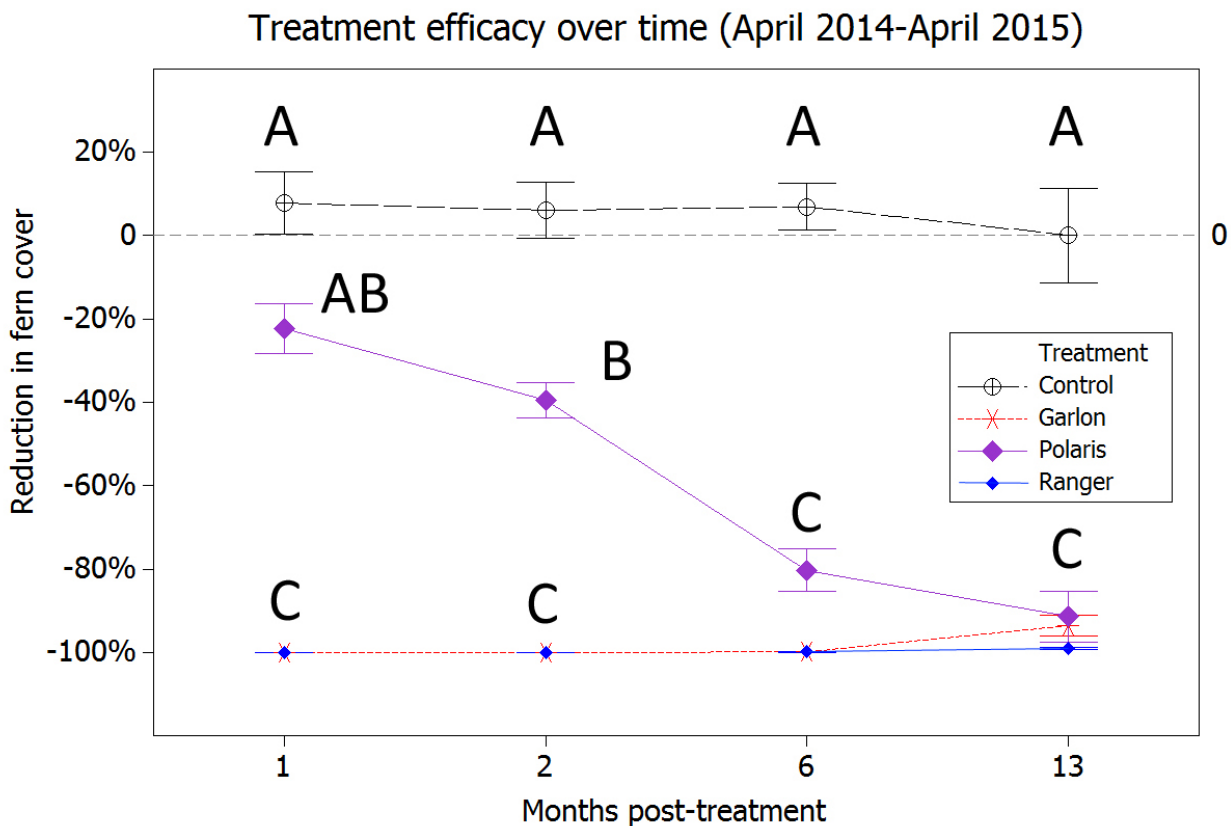 Treatment efficacy over time (April 2014-April 2015)
A A A A
20%
0 0
AB
-20%
B
-40%
-60%
C
-80%
C
C C
-100%
Reduction in fern cover
Treatment
Control
Garlon
Polaris
Ranger
1 2 6 13
Months post-treatment